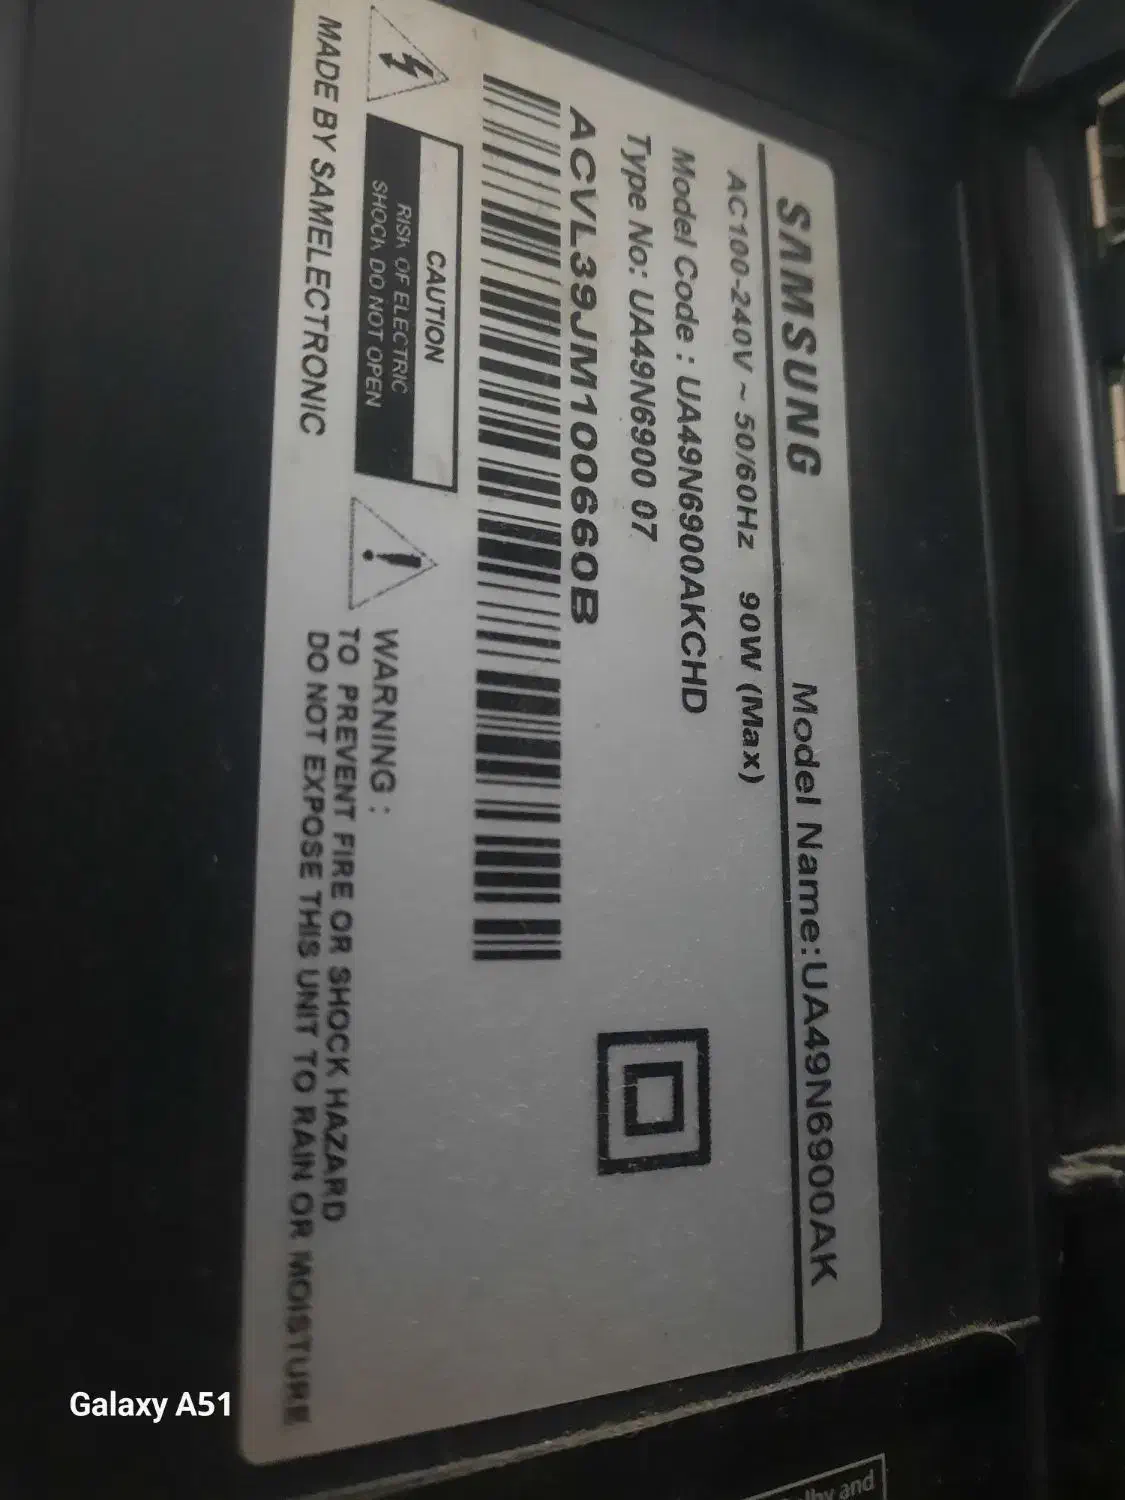 SAMSUNG Model Name:UA49N6900AK
AC100-240V ~ 50/60Hz 90W (Max)
Model Code : UA49N6900AKCHD
Type No: UA49N6900 07
ACVL39JM100660B
CAUTION
RISK OF ELECTRIC
SHOCK DO NOT OPEN
WARNING :
TO PREVENT FIRE OR SHOCK HAZARD
DO NOT EXPOSE THIS UNIT TO RAIN OR MOISTURE
MADE BY SAMELECTRONIC
and
Galaxy A51